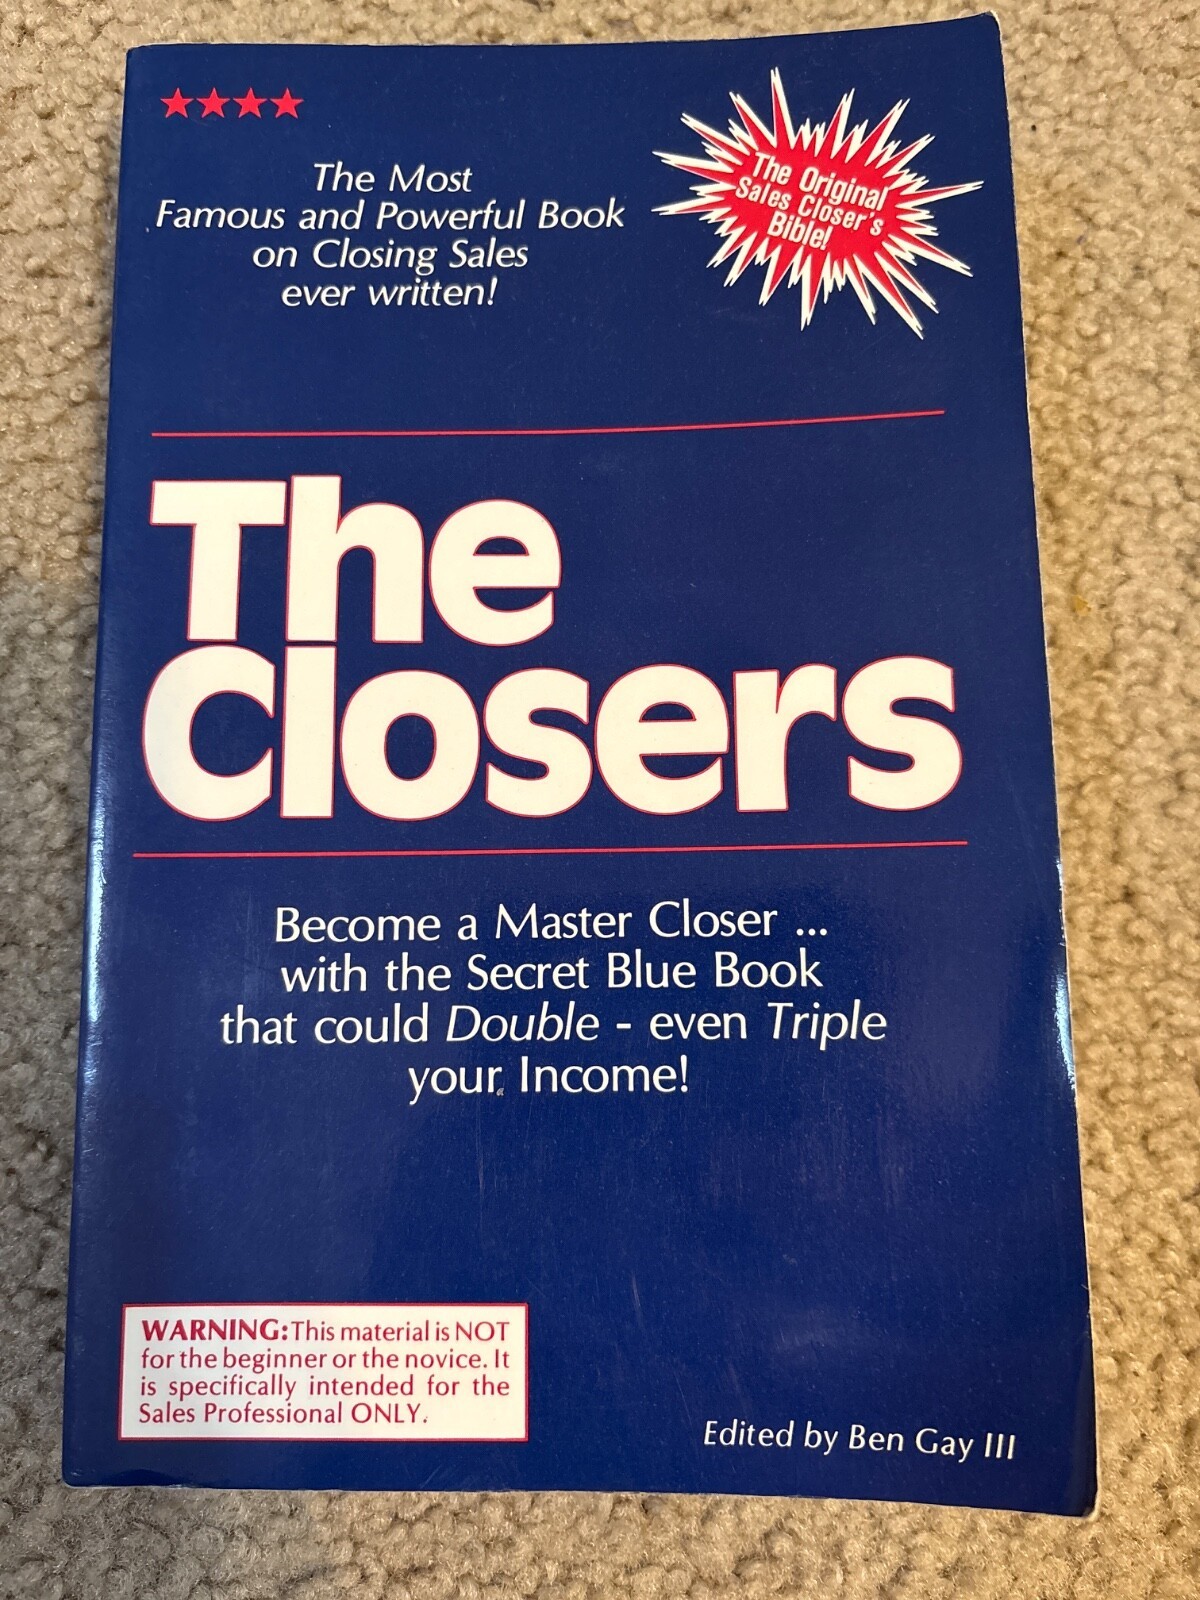 The Most
Famous and Powerful Book
on Closing Sales
ever written!
The Original
Sales Closer's
Bible!
The
Closers
Become a Master Closer ...
with the Secret Blue Book
that could Double - even Triple
your Income!
WARNING: This material is NOT
for the beginner or the novice. It
is specifically intended for the
Sales Professional ONLY.
Edited by Ben Gay III